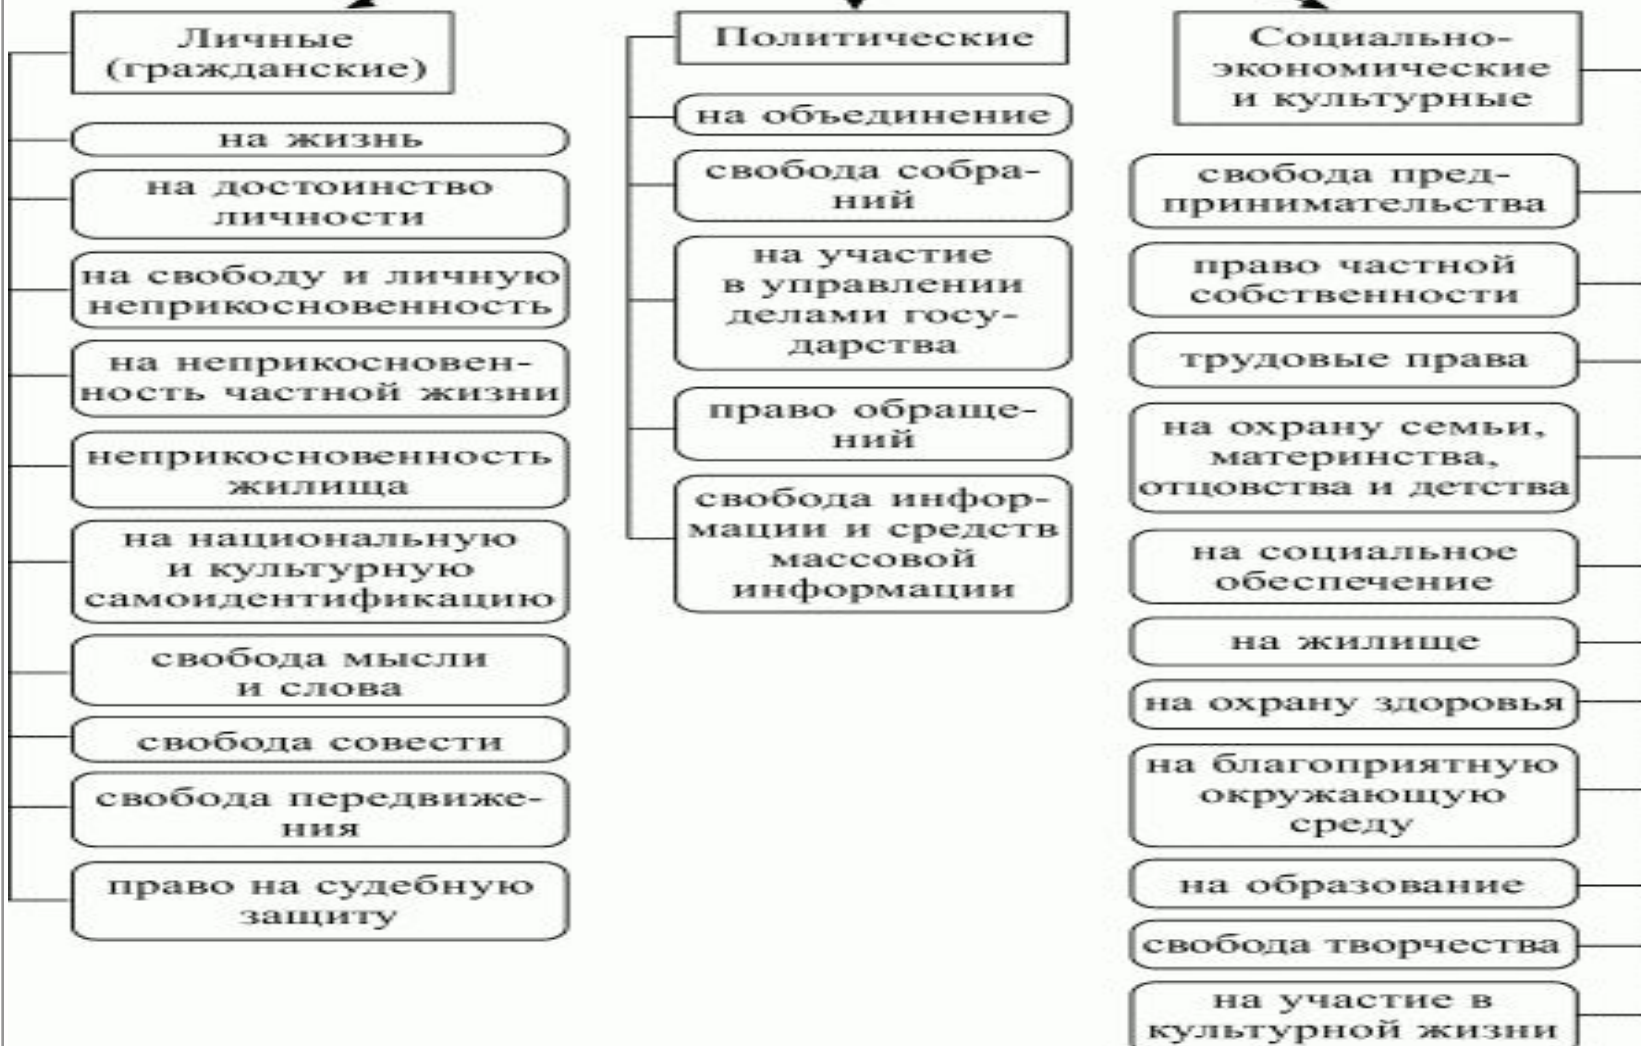 Личные
(гражданские)
на жизнь
на достоинство
личности
на свободу и личную
неприкосновенность
на неприкосновен-
ность частной жизни
неприкосновенность
жилища
на национальную
и культурную
самоидентификацию
свобода мысли
и слова
свобода совести
свобода передвиже-
ния
право на судебную
защиту
Политические
на объединение
свобода собра-
ний
на участие
в управлении
делами госу-
дарства
право обраще-
ний
свобода инфор-
мации и средств
массовой
информации
Социально-
экономические
и культурные
свобода пред-
принимательства
право частной
собственности
трудовые права
на охрану семьи,
материнства,
отцовства и детства
на социальное
обеспечение
на жилище
на охрану здоровья
на благоприятную
окружающую
среду
на образование
свобода творчества
на участие в
культурной жизни